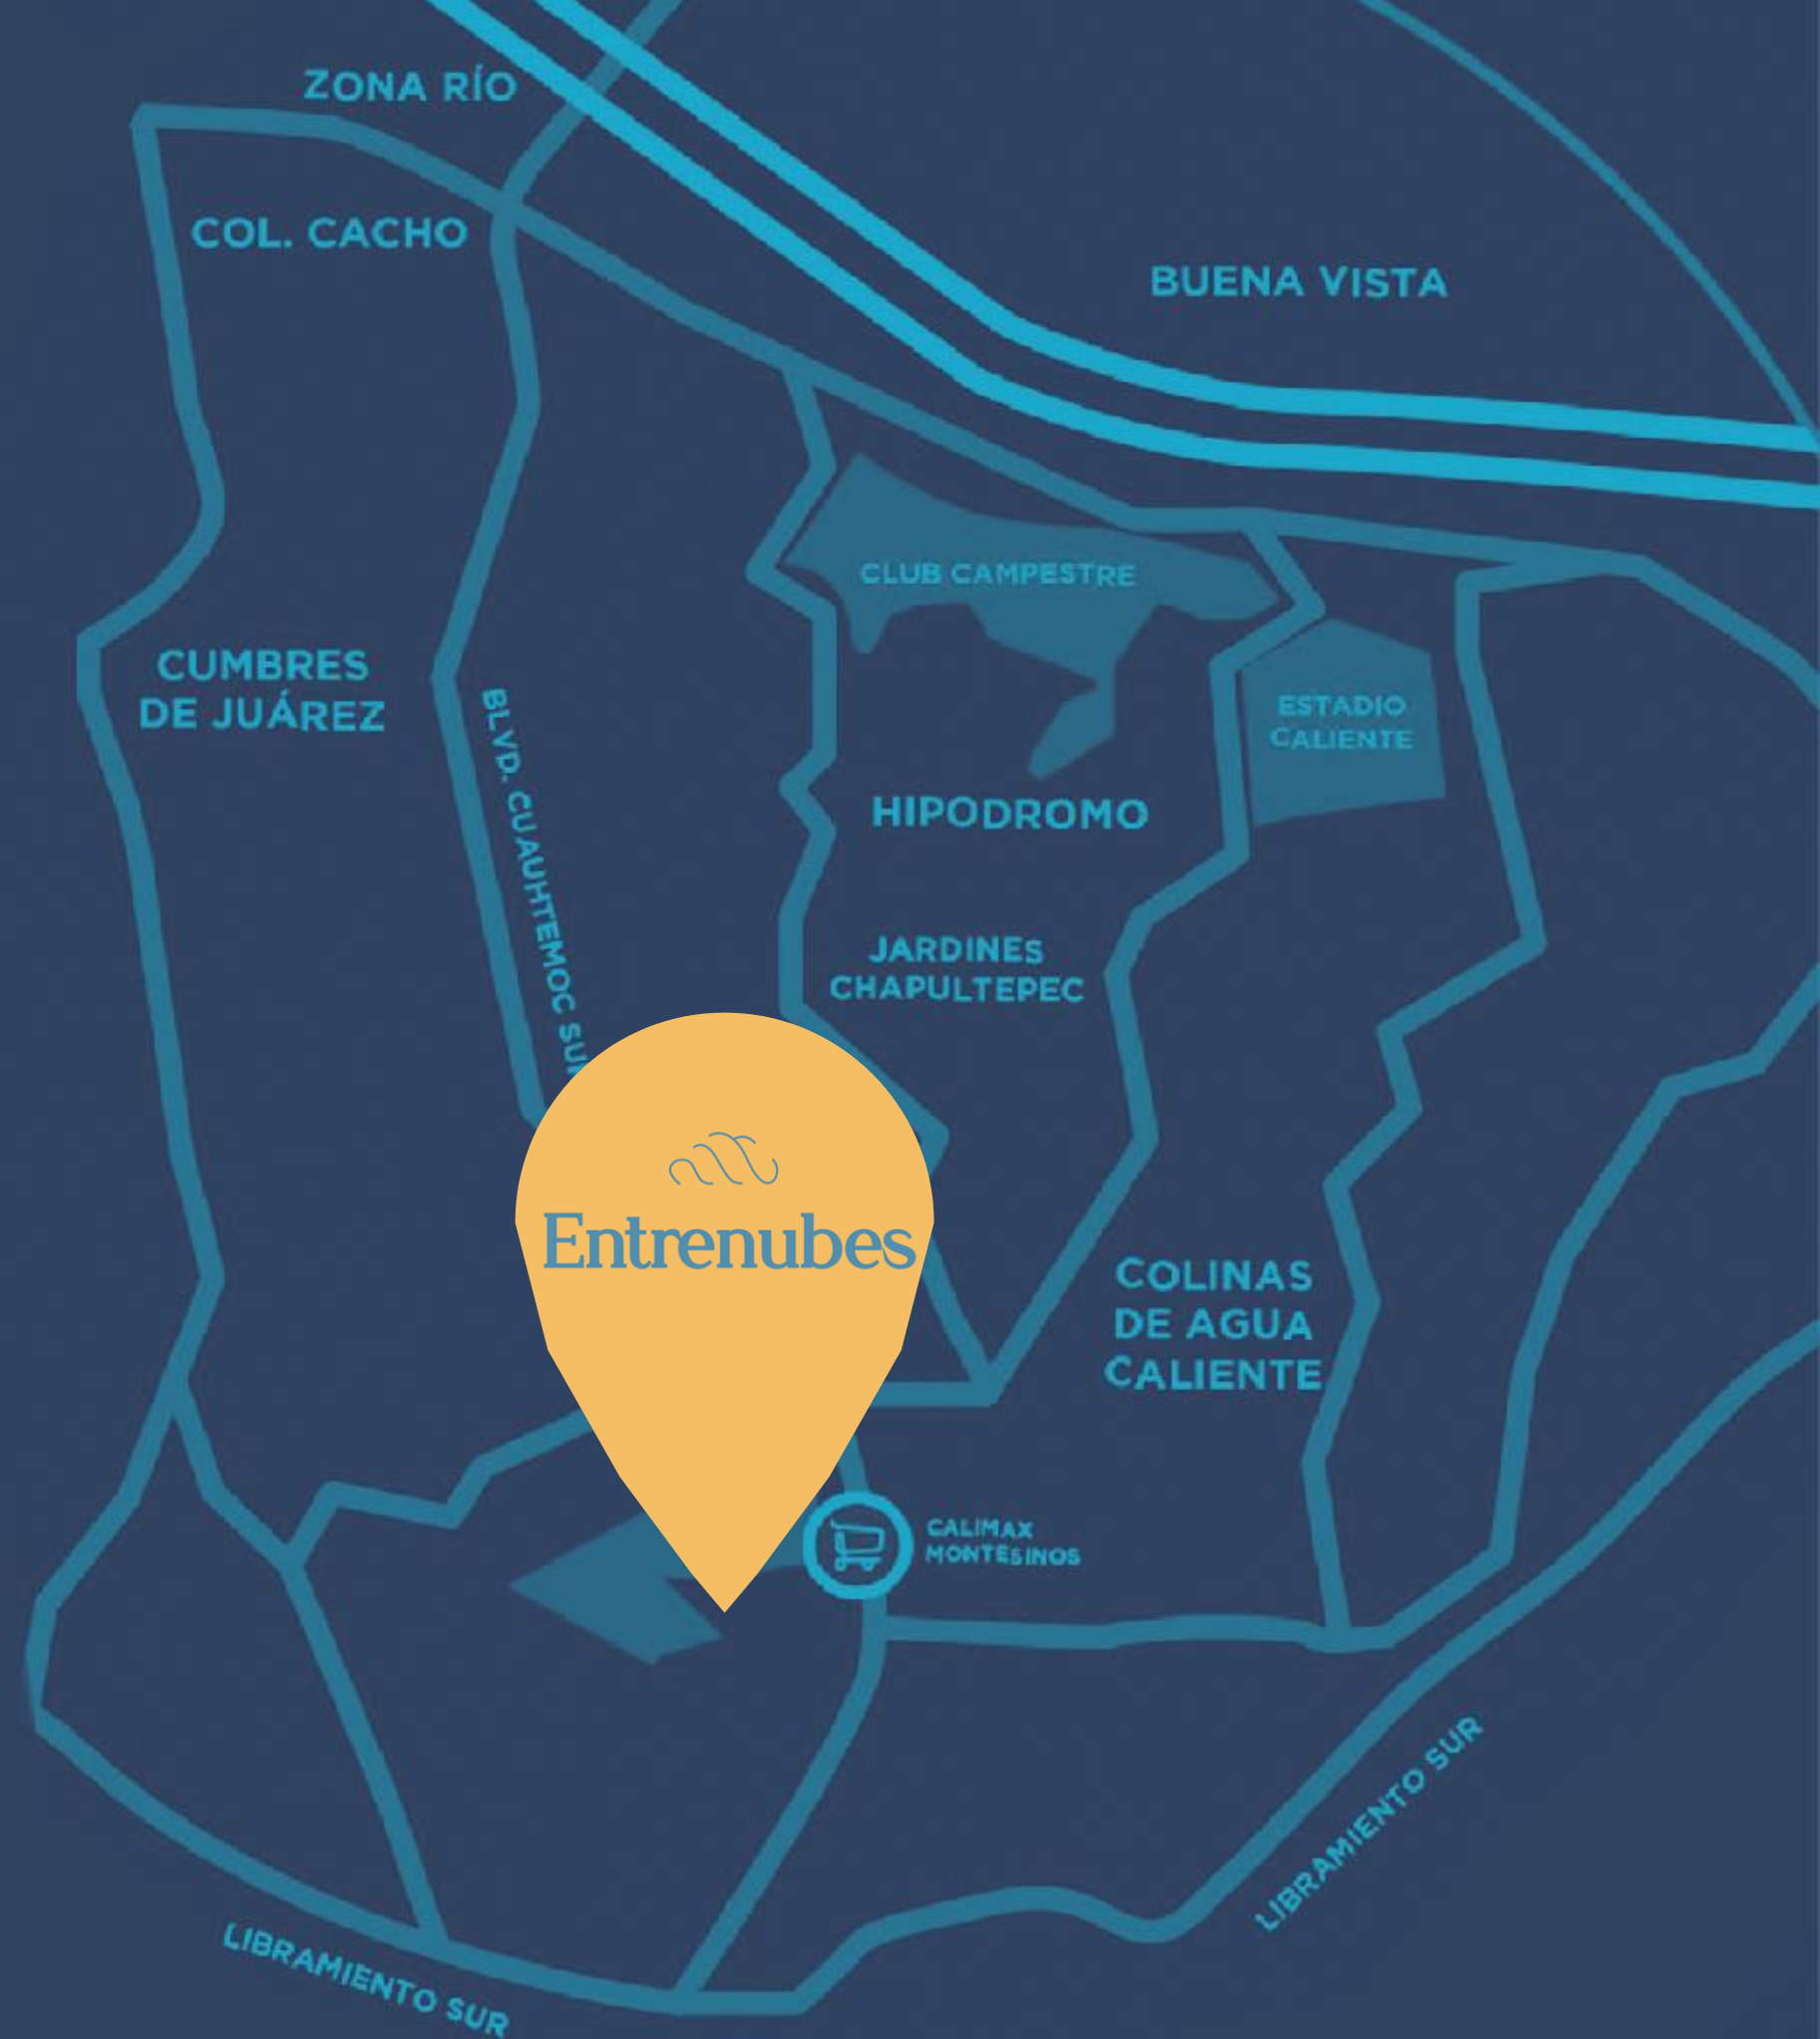 ZONA RÍO
COL. CACHO
BUENA VISTA
CLUB CAMPESTRE
CUMBRES
DE JUÁREZ
BLVD. CUAUHTEMOC SUR
ESTADIO
CALIENTE
HIPODROMO
JARDINES
CHAPULTEPEC
Entrenubes
COLINAS
DE AGUA
CALIENTE
CALIMAX
MONTESINOS
LIBRAMIENTO SUR
LIBRAMIENTO SUR